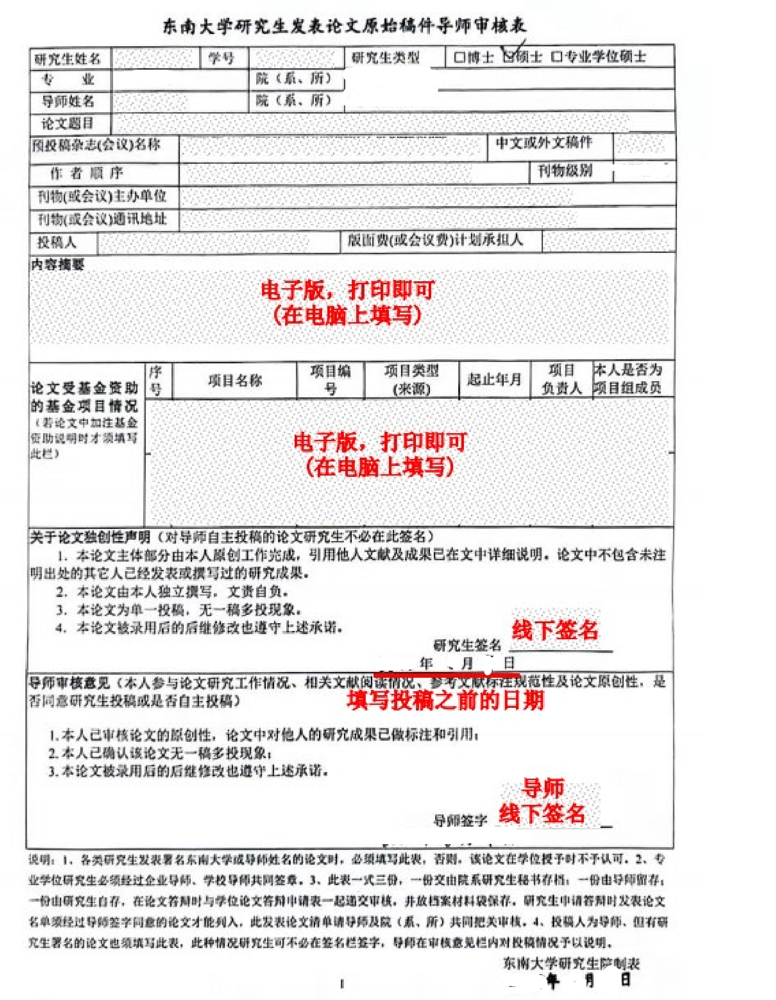 东南大学研究生发表论文原始稿件导师审核表
研究生姓名 学号 研究生类型 □博士 ☑硕士 □专业学位硕士
专 业 院（系、所）
导师姓名 院（系、所）
论文题目
预投稿杂志(会议)名称 中文或外文稿件
作 者 顺 序 刊物级别
刊物(或会议)主办单位
刊物(或会议)通讯地址
投稿人 版面费(或会议费)计划承担人
内容摘要
电子版，打印即可
(在电脑上填写)
论文受基金资助
的基金项目情况
（若论文中加注基金
资助说明时才须填写
此栏）
序
号
项目名称
项目编
号
项目类型
(来源)
起止年月
项目
负责人
本人是否为
项目组成员
电子版，打印即可
(在电脑上填写)
关于论文独创性声明（对导师自主投稿的论文研究生不必在此签名）
1. 本论文主体部分由本人原创工作完成，引用他人文献及成果已在文中详细说明。论文中不包含未注
明出处的其它人已经发表或撰写过的研究成果。
2. 本论文由本人独立撰写，文责自负。
3. 本论文为单一投稿，无一稿多投现象。
4. 本论文被录用后的后继修改也遵守上述承诺。
线下签名
研究生签名
年 月 日
导师审核意见（本人参与论文研究工作情况、相关文献阅读情况、参考文献标注规范性及论文原创性，是
否同意研究生投稿或是否自主投稿）
填写投稿之前的日期
1.本人已审核论文的原创性，论文中对他人的研究成果已做标注和引用；
2.本人已确认该论文无一稿多投现象；
3.本论文被录用后的后继修改也遵守上述承诺。
导师
线下签名
导师签字
说明：1、各类研究生发表署名东南大学或导师姓名的论文时，必须填写此表，否则，该论文在学位授予时不予认可。2、专
业学位研究生必须经过企业导师、学校导师共同签章。3、此表一式三份，一份交由院系研究生秘书存档；一份由导师留存；
一份由研究生自存，在论文答辩时与学位论文答辩申请表一起递交审核，并放档案材料袋保存。研究生申请答辩时发表论文
名单须经过导师签字同意的论文才能列入，此发表论文清单请导师及院（系、所）共同把关审核。4、投稿人为导师、但有研
究生署名的论文也须填写此表，此种情况研究生可不必在签名栏签字，导师在审核意见栏内对投稿情况予以说明。
东南大学研究生院制表
年 月 日
1